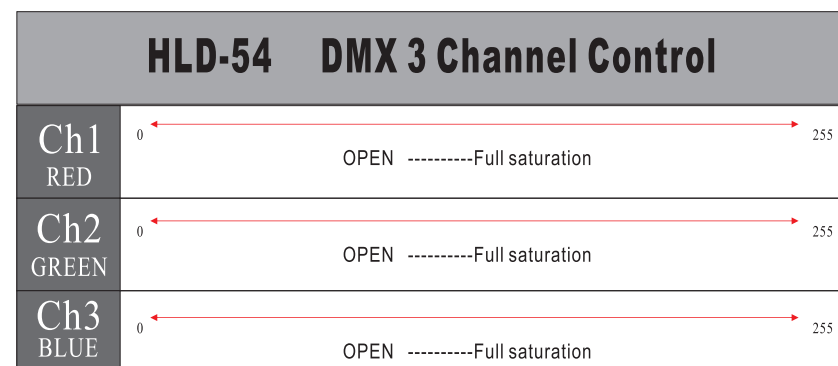 HLD-54 DMX 3 Channel Control
Ch1
RED
0 255
OPEN ----------Full saturation
Ch2
GREEN
0 255
OPEN ----------Full saturation
Ch3
BLUE
0 255
OPEN ----------Full saturation